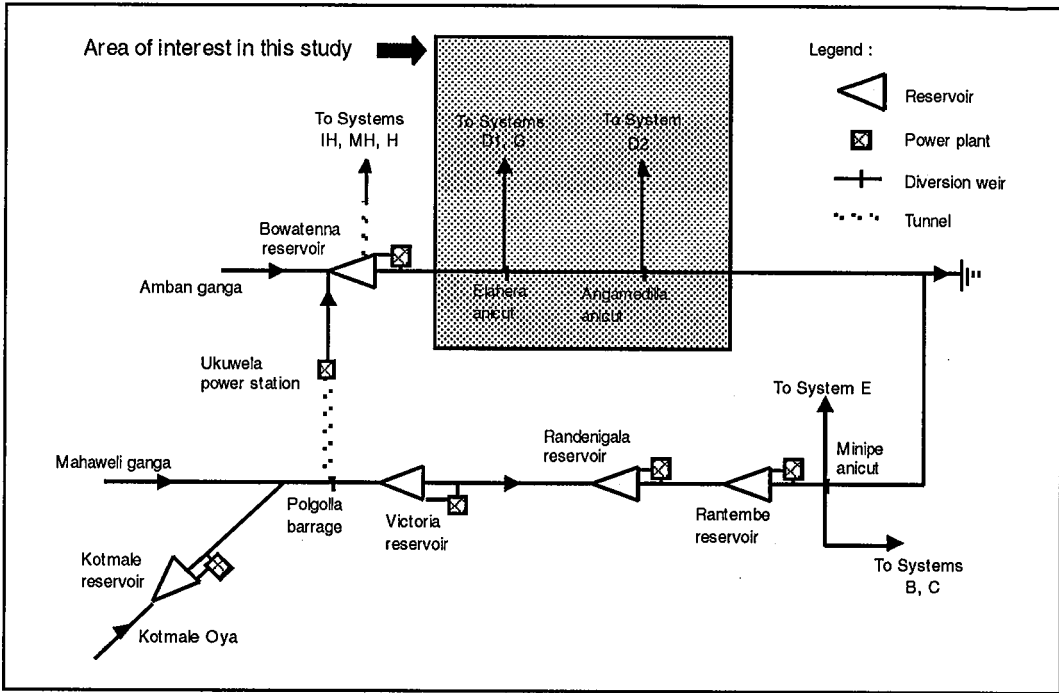 Area of interest in this study
Legend :
Reservoir
Power plant
Diversion weir
Tunnel
To Systems
IH, MH, H
To Systems
D1, G
To System
D2
Bowatenna
reservoir
Amban ganga
Elahera
anicut
Angamedilla
anicut
Ukuwela
power station
To System E
Minipe
anicut
Randenigala
reservoir
Mahaweli ganga
Polgolla
barrage
Victoria
reservoir
Rantembe
reservoir
To Systems
B, C
Kotmale
reservoir
Kotmale Oya